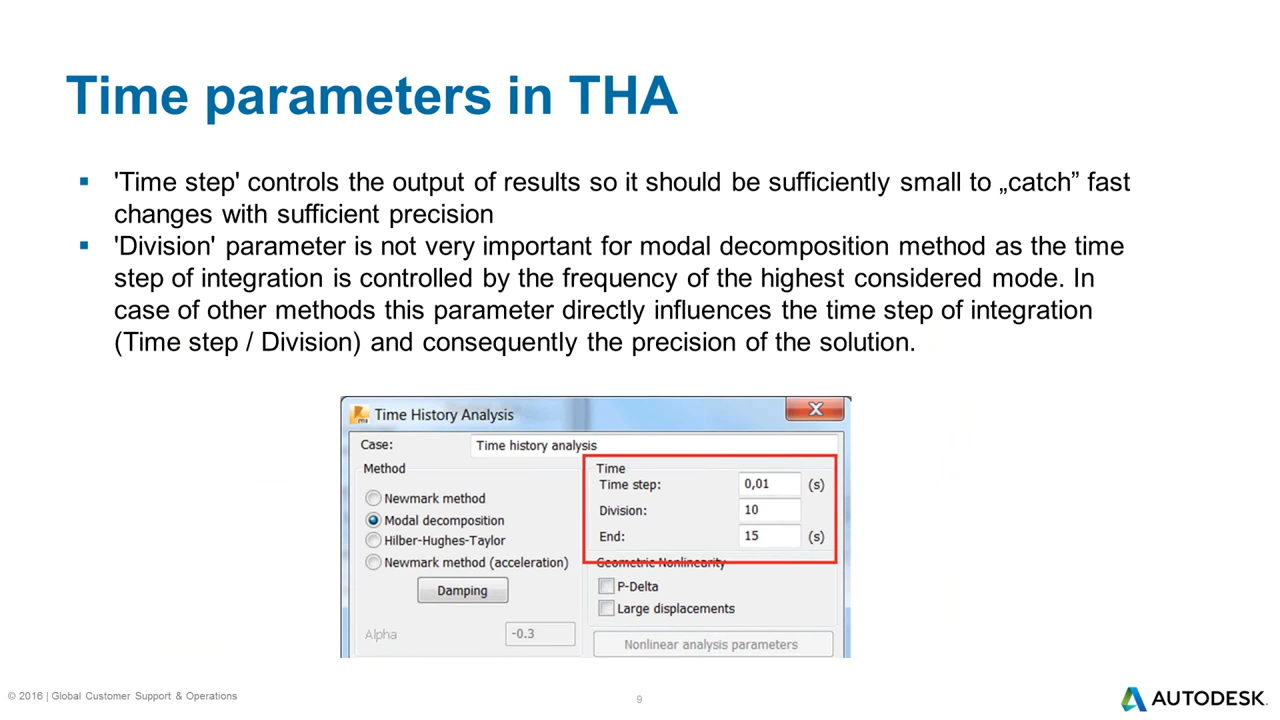 Time parameters in THA
▪ 'Time step' controls the output of results so it should be sufficiently small to „catch” fast
changes with sufficient precision
▪ 'Division' parameter is not very important for modal decomposition method as the time
step of integration is controlled by the frequency of the highest considered mode. In
case of other methods this parameter directly influences the time step of integration
(Time step / Division) and consequently the precision of the solution.
Time History Analysis
Case: Time history analysis
Method
Newmark method
Modal decomposition
Hilber-Hughes-Taylor
Newmark method (acceleration)
Damping
Alpha -0.3
Time
Time step: 0,01 (s)
Division: 10
End: 15 (s)
Geometric Nonlinearity
P-Delta
Large displacements
Nonlinear analysis parameters
© 2016 | Global Customer Support & Operations
9
AUTODESK.